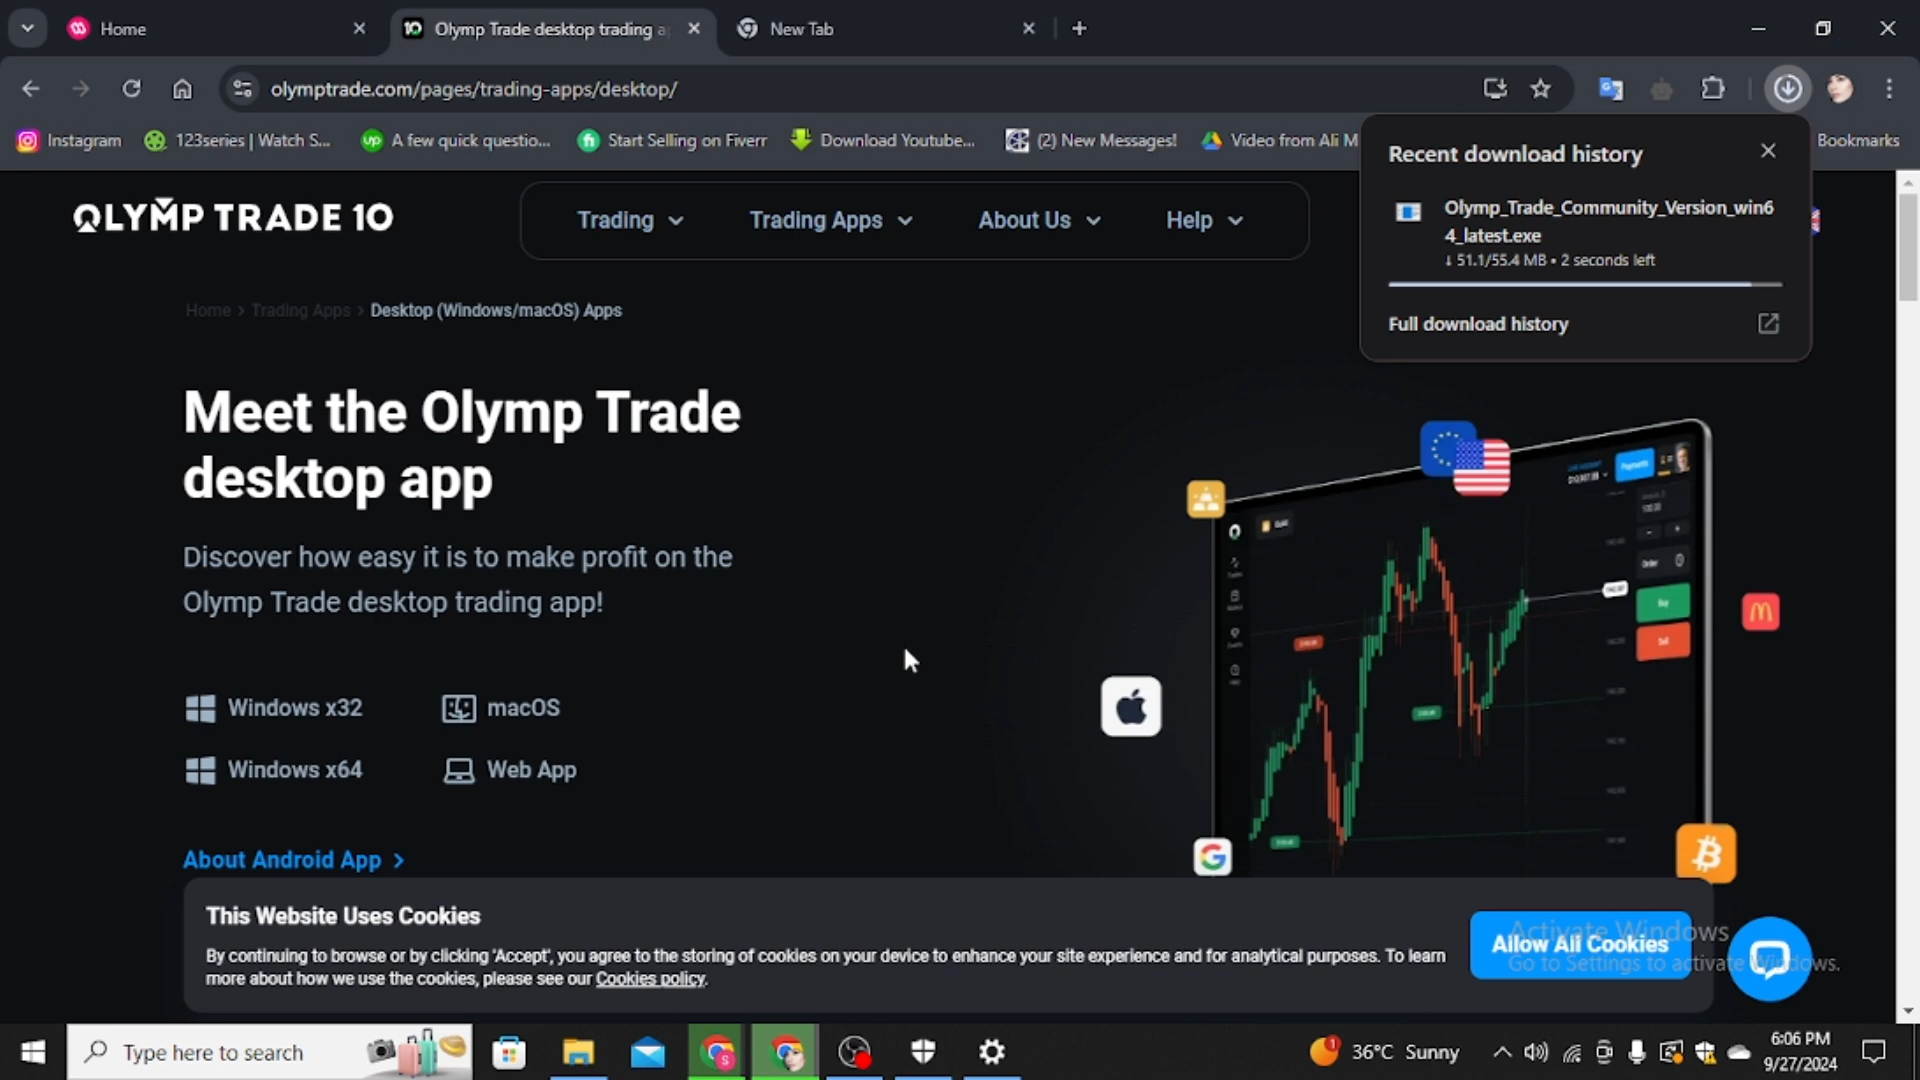 Home
Olymp Trade desktop trading a
New Tab
olymptrade.com/pages/trading-apps/desktop/
Instagram
123series | Watch S...
A few quick questio...
Start Selling on Fiverr
Download Youtube...
(2) New Messages!
Video from Ali M
Bookmarks
Recent download history
Olymp_Trade_Community_Version_win6
4_latest.exe
↓ 51.1/55.4 MB • 2 seconds left
Full download history
OLYMP TRADE 10
Trading
Trading Apps
About Us
Help
Home > Trading Apps > Desktop (Windows/macOS) Apps
Meet the Olymp Trade
desktop app
Discover how easy it is to make profit on the
Olymp Trade desktop trading app!
Windows x32
macOS
Windows x64
Web App
About Android App >
Payments
Gold
Order
Buy
Sell
This Website Uses Cookies
By continuing to browse or by clicking 'Accept', you agree to the storing of cookies on your device to enhance your site experience and for analytical purposes. To learn
more about how we use the cookies, please see our Cookies policy.
Allow All Cookies
Activate Windows
Go to Settings to activate Windows.
Type here to search
36°C Sunny
6:06 PM
9/27/2024